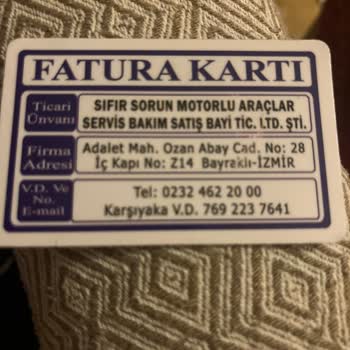 FATURA KARTI
Ticari Ünvanı
SIFIR SORUN MOTORLU ARAÇLAR
SERVİS BAKIM SATIŞ BAYİ TİC. LTD. ŞTİ.
Firma Adresi
Adalet Mah. Ozan Abay Cad. No: 28
İç Kapı No: Z14 Bayraklı-İZMİR
V.D. Ve No. E-mail
Tel: 0232 462 20 00
Karşıyaka V.D. 769 223 7641